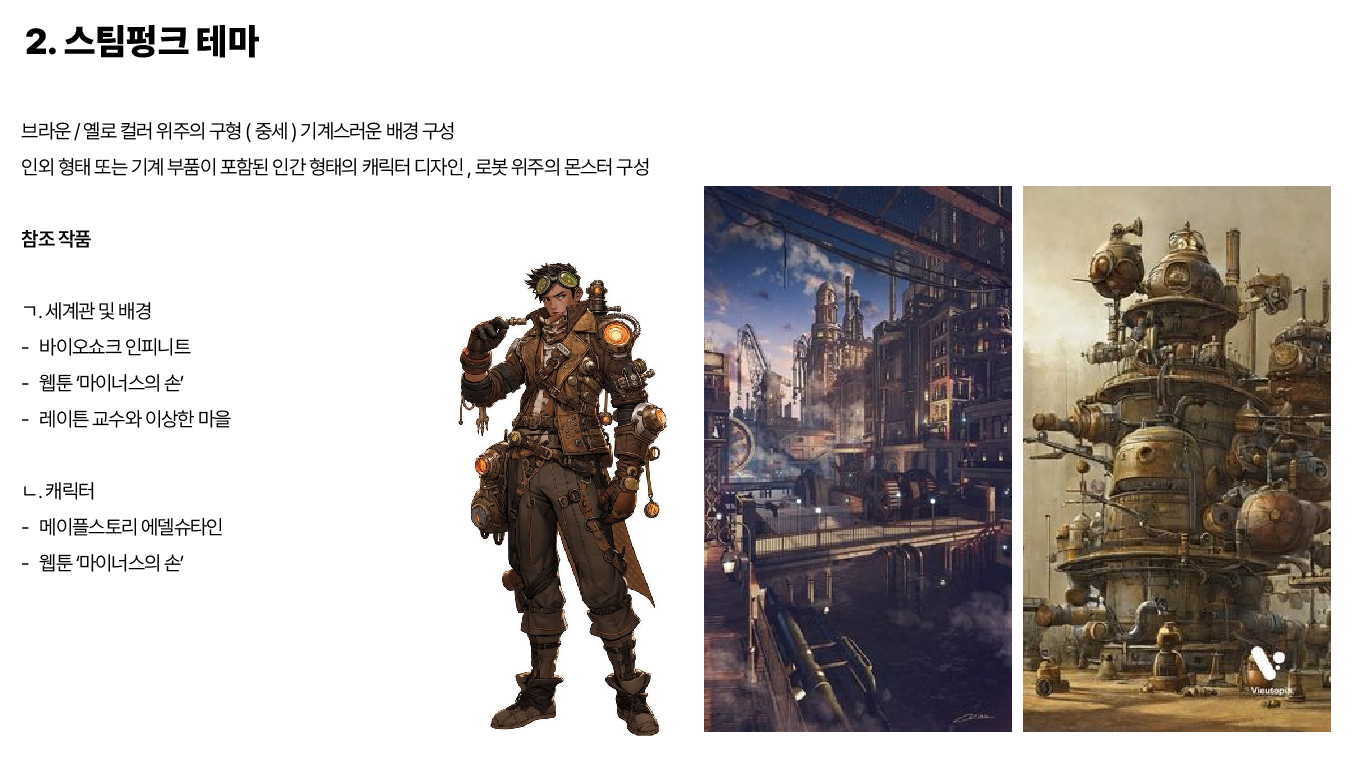 2. 스팀펑크 테마
브라운 / 옐로 컬러 위주의 구형 ( 중세 ) 기계스러운 배경 구성
인외 형태 또는 기계 부품이 포함된 인간 형태의 캐릭터 디자인 , 로봇 위주의 몬스터 구성
참조 작품
ㄱ. 세계관 및 배경
- 바이오쇼크 인피니트
- 웹툰 ‘마이너스의 손’
- 레이튼 교수와 이상한 마을
ㄴ. 캐릭터
- 메이플스토리 에델슈타인
- 웹툰 ‘마이너스의 손’
Vieutopia